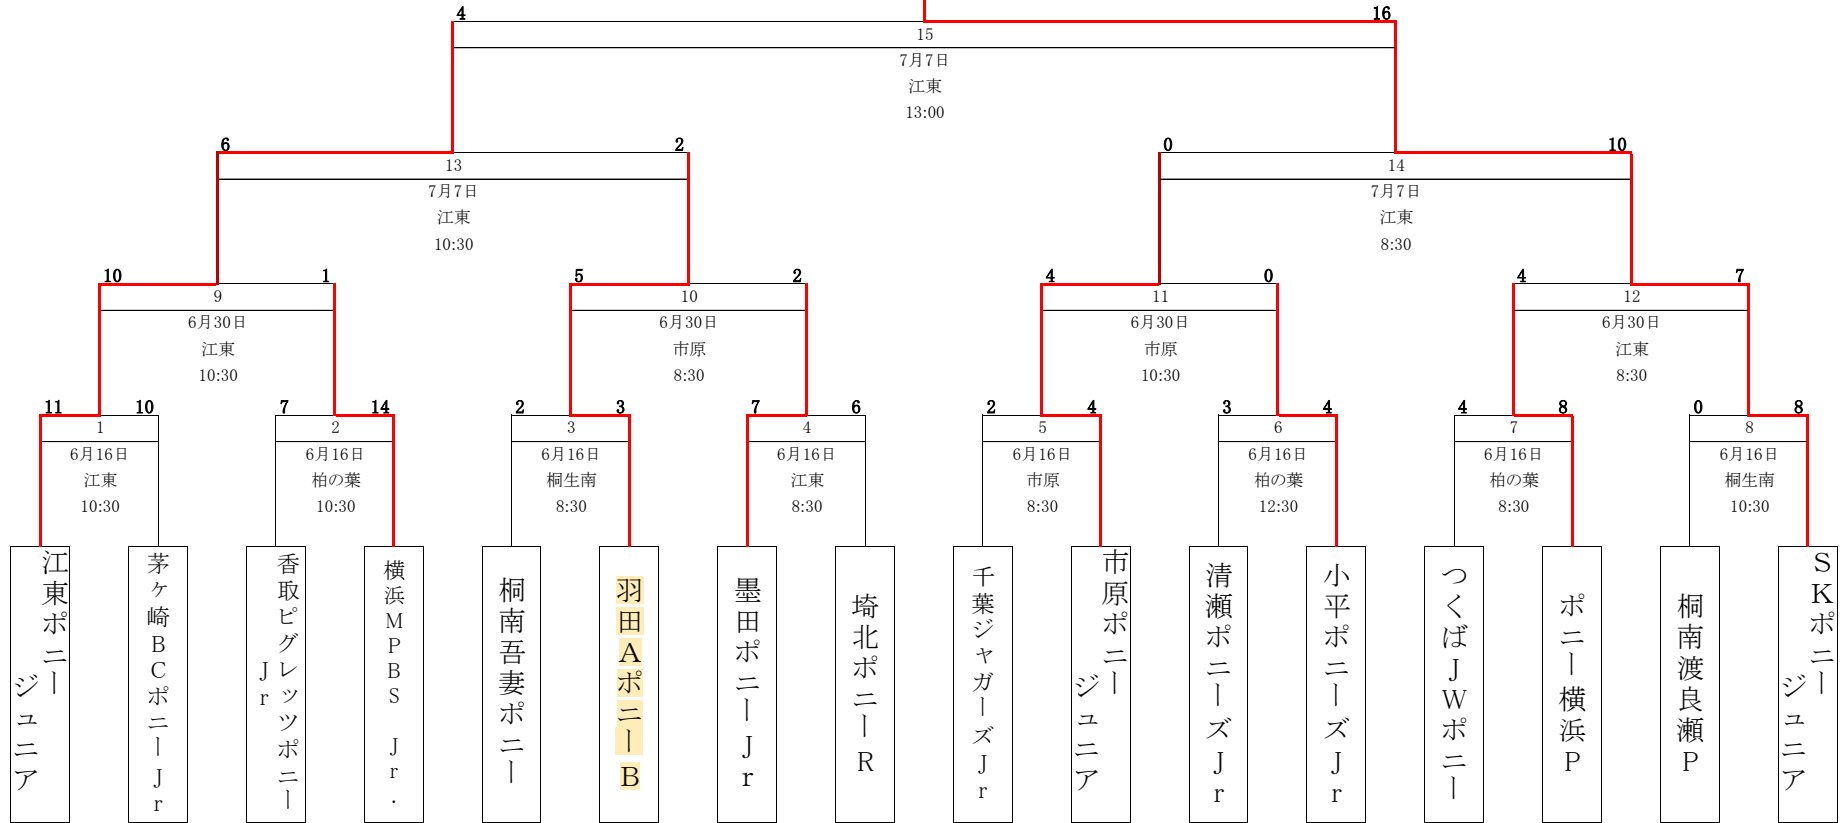 4 16
15
7月7日
江東
13:00
6 2 0 10
13 14
7月7日 7月7日
江東 江東
10:30 8:30
10 1 5 2 4 0 4 7
9 10 11 12
6月30日 6月30日 6月30日 6月30日
江東 市原 市原 江東
10:30 8:30 10:30 8:30
11 10 7 14 2 3 7 6 2 4 3 4 4 8 0 8
1 2 3 4 5 6 7 8
6月16日 6月16日 6月16日 6月16日 6月16日 6月16日 6月16日 6月16日
江東 柏の葉 桐生南 江東 市原 柏の葉 柏の葉 桐生南
10:30 10:30 8:30 8:30 8:30 12:30 8:30 10:30
江東ポニー
ジュニア
茅ヶ崎BCポニーJr
香取ピグレッツポニー
Jr
横浜MPBS Jr.
桐南吾妻ポニー
羽田AポニーB
墨田ポニーJr
埼北ポニーR
千葉ジャガーズJr
市原ポニー
ジュニア
清瀬ポニーズJr
小平ポニーズJr
つくばJWポニー
ポニー横浜P
桐南渡良瀬P
SKポニー
ジュニア